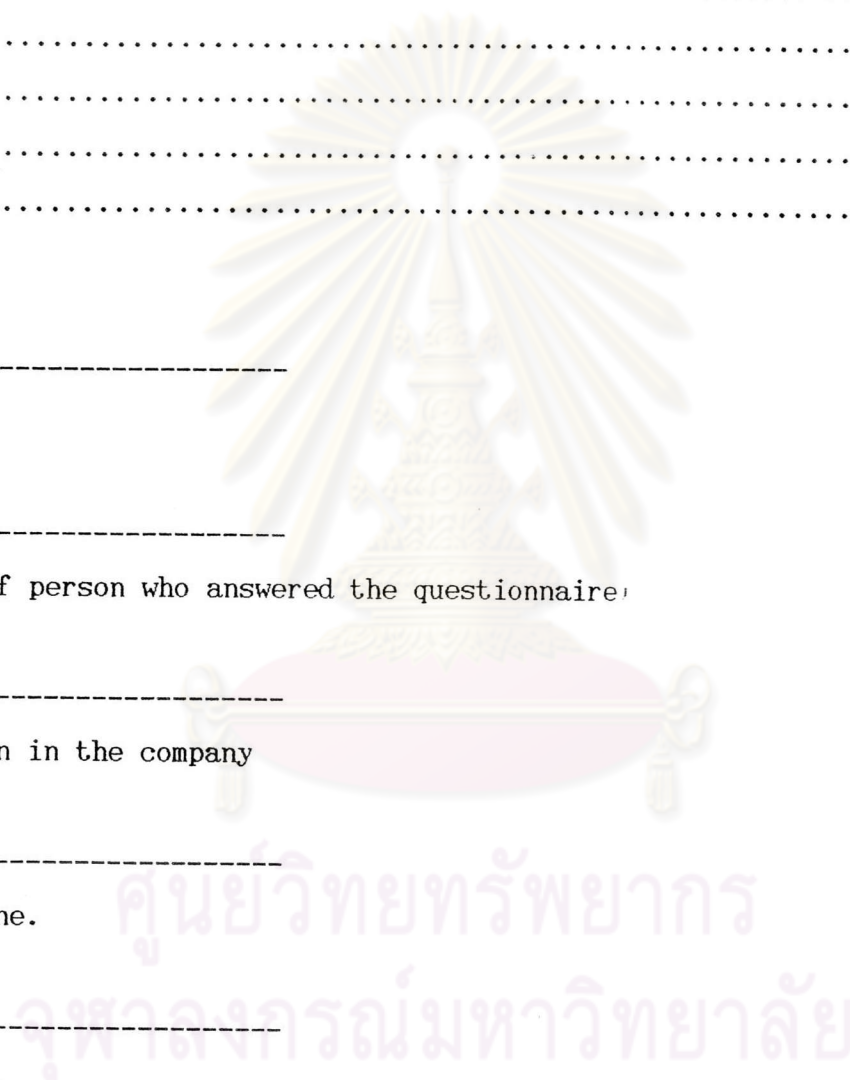 person who answered the questionnaire
in the company
ศูนย์วิทยทรัพยากร
จุฬาลงกรณ์มหาวิทยาลัย